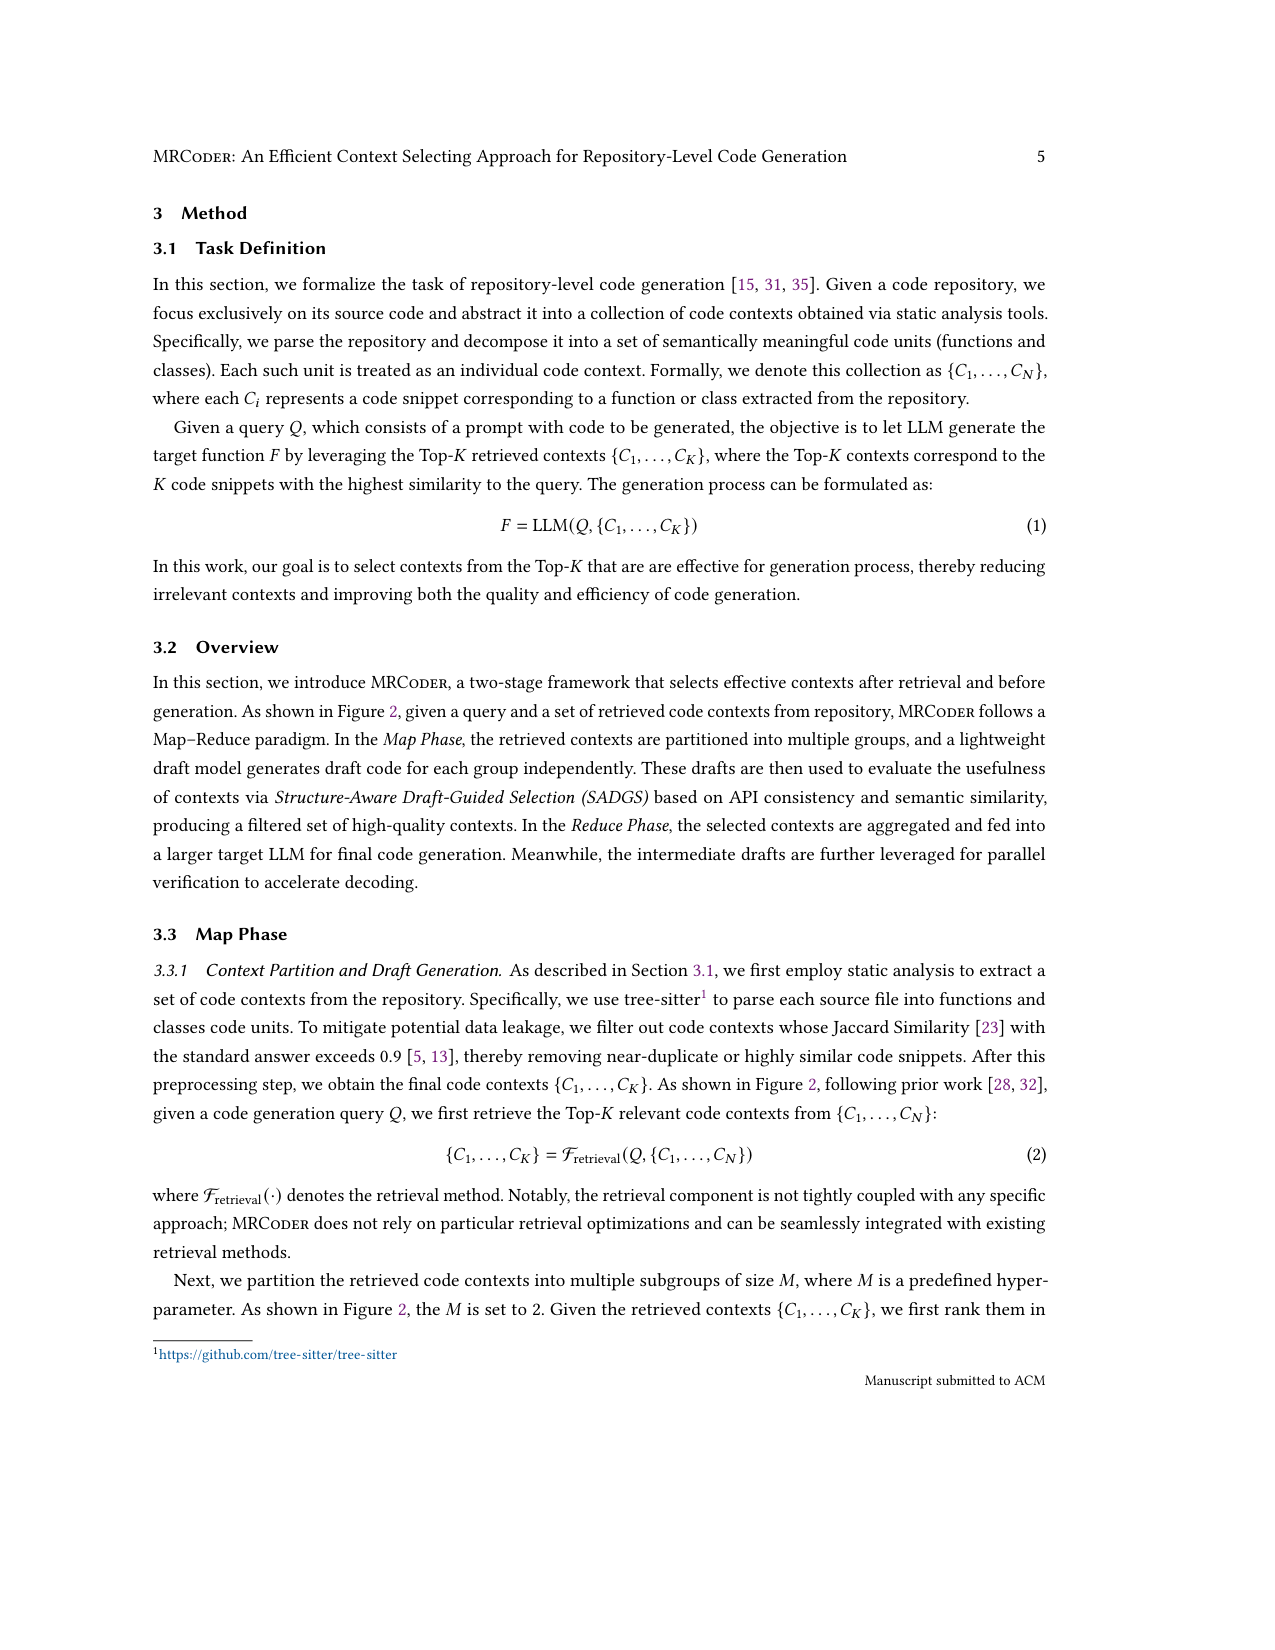 MRCODER: An Efficient Context Selecting Approach for Repository-Level Code Generation 5
3 Method
3.1 Task Definition
In this section, we formalize the task of repository-level code generation [15, 31, 35]. Given a code repository, we
focus exclusively on its source code and abstract it into a collection of code contexts obtained via static analysis tools.
Specifically, we parse the repository and decompose it into a set of semantically meaningful code units (functions and
classes). Each such unit is treated as an individual code context. Formally, we denote this collection as {C₁, . . . , C_N},
where each C_i represents a code snippet corresponding to a function or class extracted from the repository.
Given a query Q, which consists of a prompt with code to be generated, the objective is to let LLM generate the
target function F by leveraging the Top-K retrieved contexts {C₁, . . . , C_K}, where the Top-K contexts correspond to the
K code snippets with the highest similarity to the query. The generation process can be formulated as:
F = LLM(Q, {C₁, . . . , C_K}) (1)
In this work, our goal is to select contexts from the Top-K that are are effective for generation process, thereby reducing
irrelevant contexts and improving both the quality and efficiency of code generation.
3.2 Overview
In this section, we introduce MRCODER, a two-stage framework that selects effective contexts after retrieval and before
generation. As shown in Figure 2, given a query and a set of retrieved code contexts from repository, MRCODER follows a
Map–Reduce paradigm. In the Map Phase, the retrieved contexts are partitioned into multiple groups, and a lightweight
draft model generates draft code for each group independently. These drafts are then used to evaluate the usefulness
of contexts via Structure-Aware Draft-Guided Selection (SADGS) based on API consistency and semantic similarity,
producing a filtered set of high-quality contexts. In the Reduce Phase, the selected contexts are aggregated and fed into
a larger target LLM for final code generation. Meanwhile, the intermediate drafts are further leveraged for parallel
verification to accelerate decoding.
3.3 Map Phase
3.3.1 Context Partition and Draft Generation. As described in Section 3.1, we first employ static analysis to extract a
set of code contexts from the repository. Specifically, we use tree-sitter¹ to parse each source file into functions and
classes code units. To mitigate potential data leakage, we filter out code contexts whose Jaccard Similarity [23] with
the standard answer exceeds 0.9 [5, 13], thereby removing near-duplicate or highly similar code snippets. After this
preprocessing step, we obtain the final code contexts {C₁, . . . , C_K}. As shown in Figure 2, following prior work [28, 32],
given a code generation query Q, we first retrieve the Top-K relevant code contexts from {C₁, . . . , C_N}:
{C₁, . . . , C_K} = ℱ_retrieval(Q, {C₁, . . . , C_N}) (2)
where ℱ_retrieval(·) denotes the retrieval method. Notably, the retrieval component is not tightly coupled with any specific
approach; MRCODER does not rely on particular retrieval optimizations and can be seamlessly integrated with existing
retrieval methods.
Next, we partition the retrieved code contexts into multiple subgroups of size M, where M is a predefined hyper-
parameter. As shown in Figure 2, the M is set to 2. Given the retrieved contexts {C₁, . . . , C_K}, we first rank them in
¹https://github.com/tree-sitter/tree-sitter
Manuscript submitted to ACM